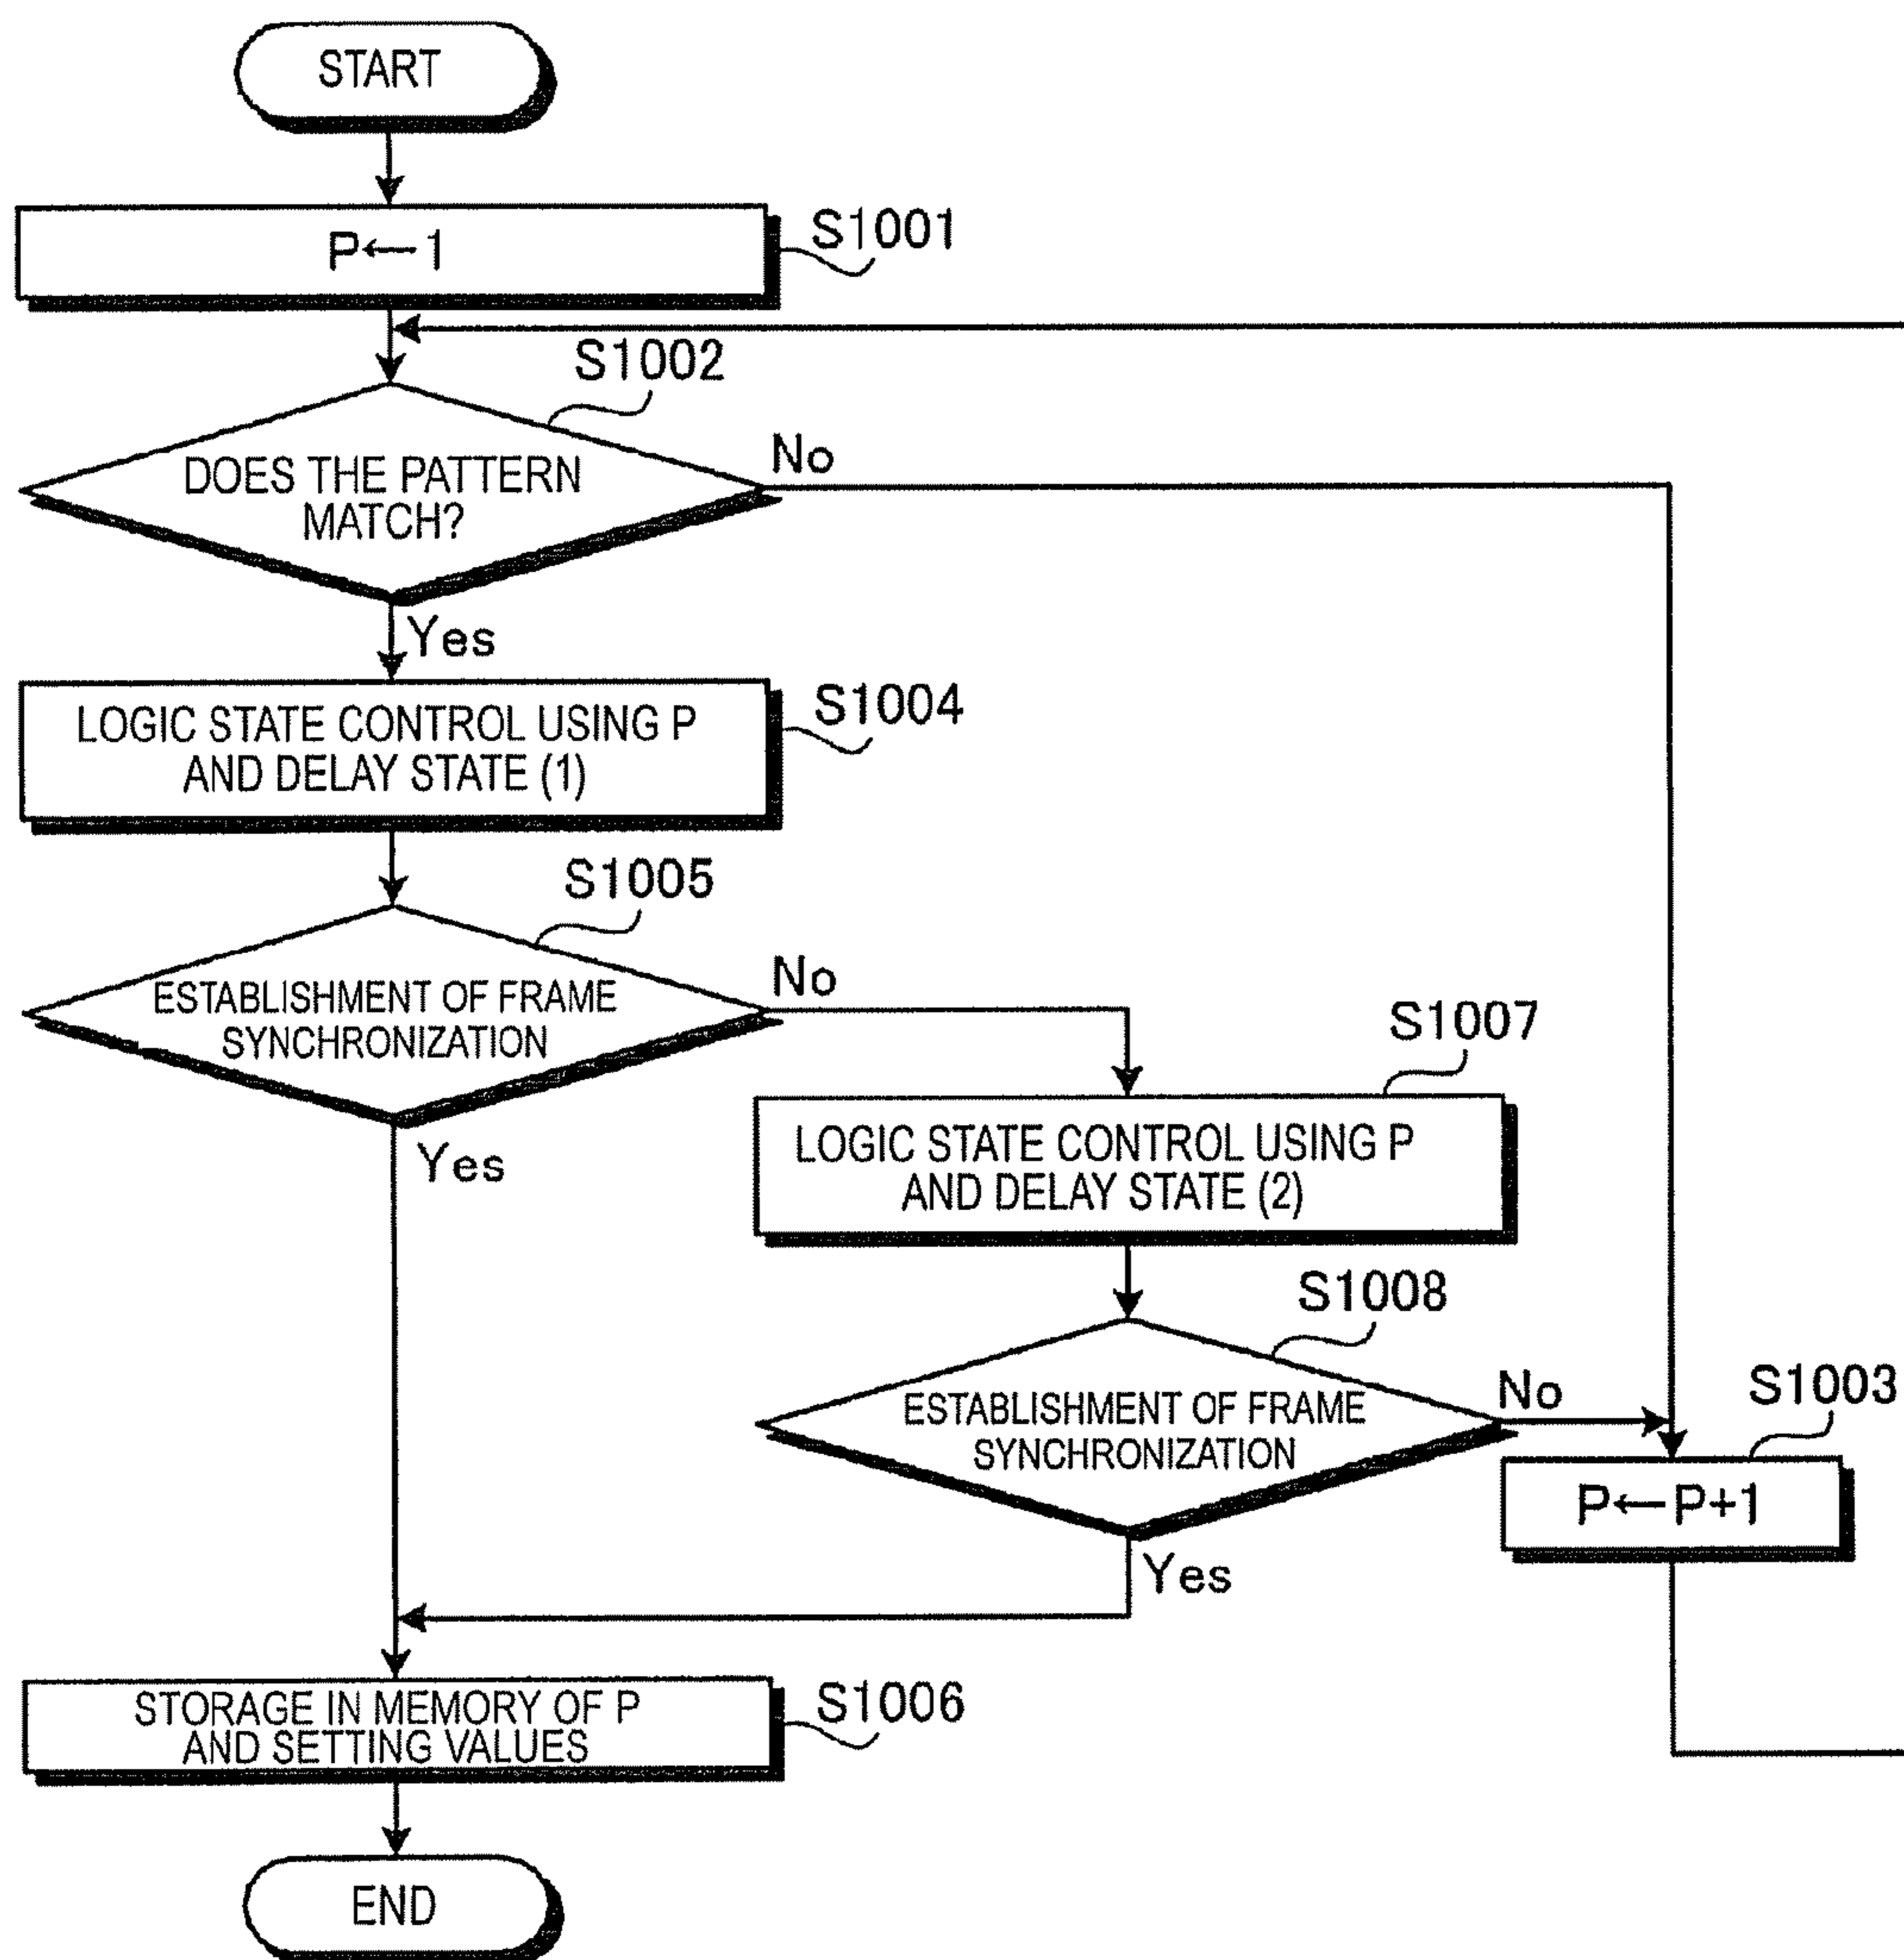 START
P←1
S1001
S1002
DOES THE PATTERN
MATCH?
No
Yes
LOGIC STATE CONTROL USING P
AND DELAY STATE (1)
S1004
S1005
ESTABLISHMENT OF FRAME
SYNCHRONIZATION
No
Yes
S1007
LOGIC STATE CONTROL USING P
AND DELAY STATE (2)
S1008
ESTABLISHMENT OF FRAME
SYNCHRONIZATION
No
Yes
S1003
P←P+1
STORAGE IN MEMORY OF P
AND SETTING VALUES
S1006
END